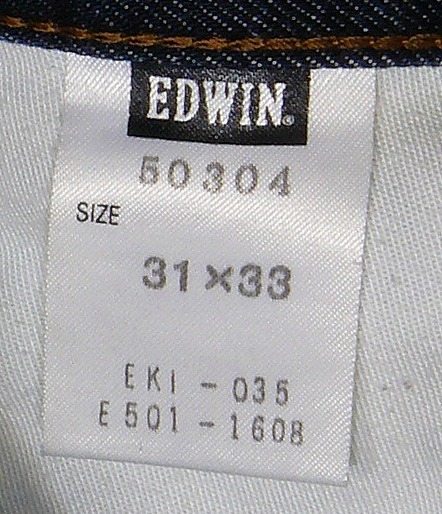 EDWIN®
50304
SIZE
31×33
EKI - 035
E501 - 1608